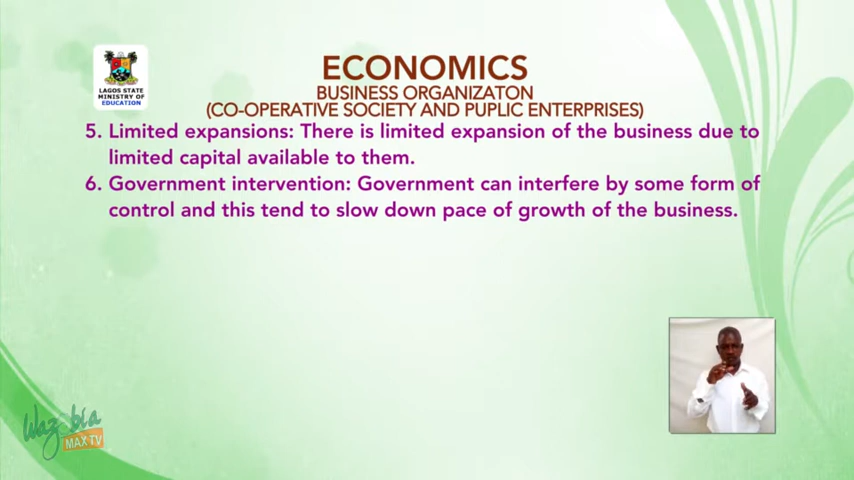 ECONOMICS
BUSINESS ORGANIZATON
(CO-OPERATIVE SOCIETY AND PUPLIC ENTERPRISES)
LAGOS STATE
MINISTRY OF
EDUCATION
5. Limited expansions: There is limited expansion of the business due to
limited capital available to them.
6. Government intervention: Government can interfere by some form of
control and this tend to slow down pace of growth of the business.
Wazobia
MAX TV